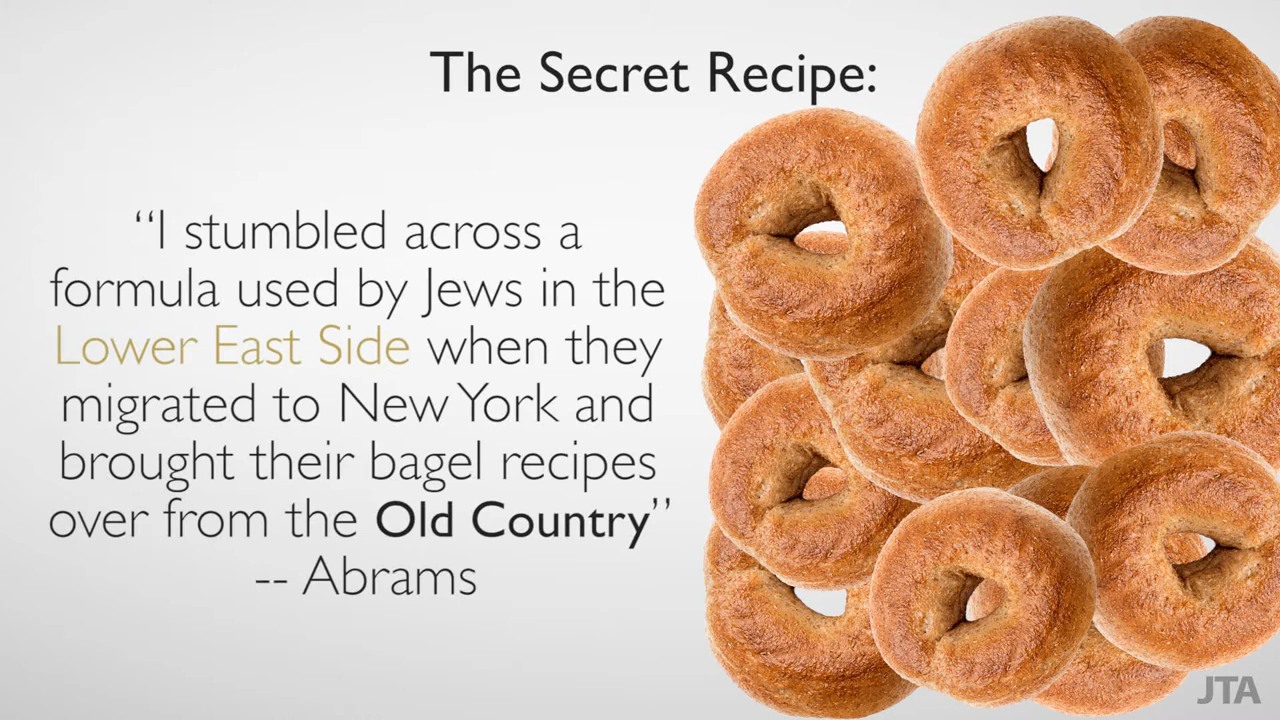 The Secret Recipe:
“I stumbled across a
formula used by Jews in the
Lower East Side when they
migrated to New York and
brought their bagel recipes
over from the Old Country”
-- Abrams
JTA